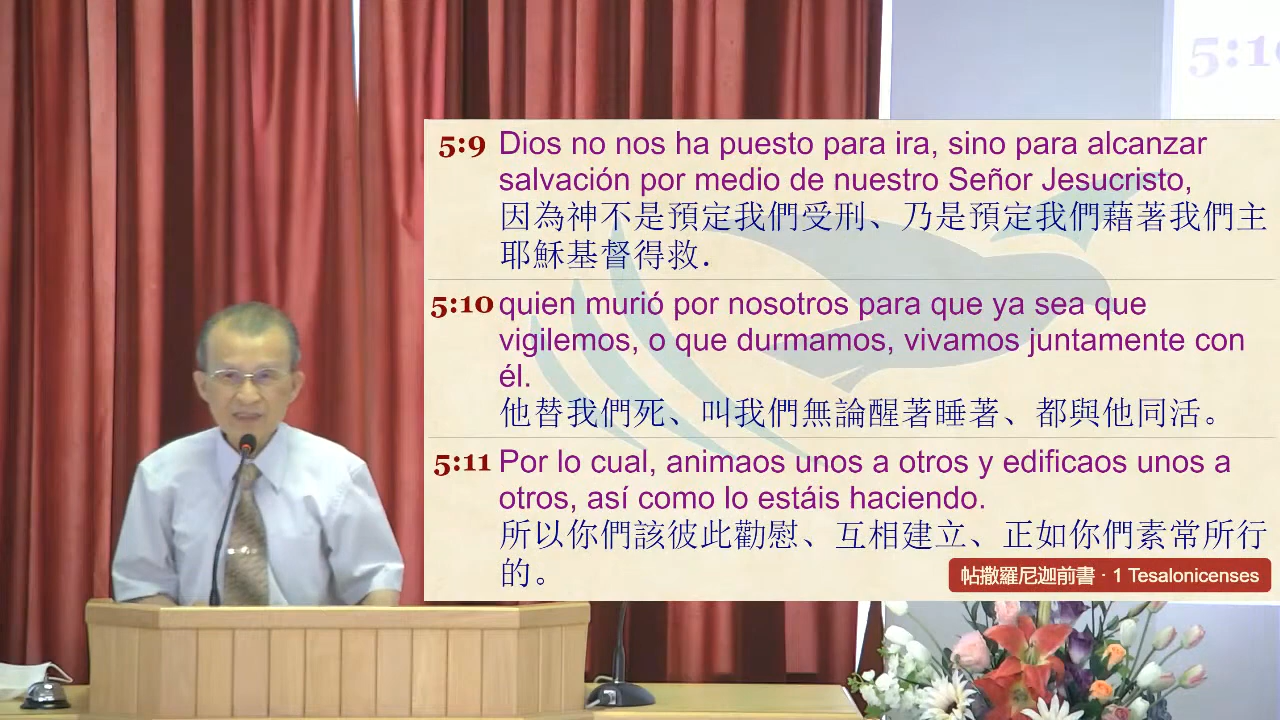 5:10
5:9 Dios no nos ha puesto para ira, sino para alcanzar
salvación por medio de nuestro Señor Jesucristo,
因為神不是預定我們受刑、乃是預定我們藉著我們主
耶穌基督得救.
5:10 quien murió por nosotros para que ya sea que
vigilemos, o que durmamos, vivamos juntamente con
él.
他替我們死、叫我們無論醒著睡著、都與他同活。
5:11 Por lo cual, animaos unos a otros y edificaos unos a
otros, así como lo estáis haciendo.
所以你們該彼此勸慰、互相建立、正如你們素常所行
的。
帖撒羅尼迦前書 · 1 Tesalonicenses